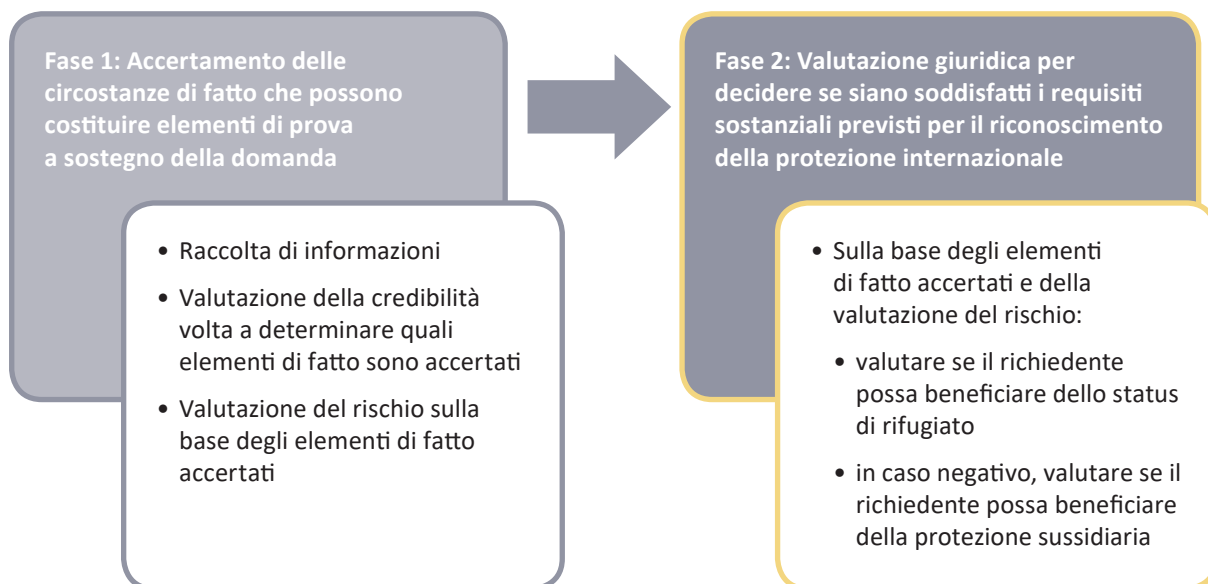 Fase 1: Accertamento delle
circostanze di fatto che possono
costituire elementi di prova
a sostegno della domanda
• Raccolta di informazioni
• Valutazione della credibilità
volta a determinare quali
elementi di fatto sono accertati
• Valutazione del rischio sulla
base degli elementi di fatto
accertati
Fase 2: Valutazione giuridica per
decidere se siano soddisfatti i requisiti
sostanziali previsti per il riconoscimento
della protezione internazionale
• Sulla base degli elementi
di fatto accertati e della
valutazione del rischio:
• valutare se il richiedente
possa beneficiare dello status
di rifugiato
• in caso negativo, valutare se il
richiedente possa beneficiare
della protezione sussidiaria